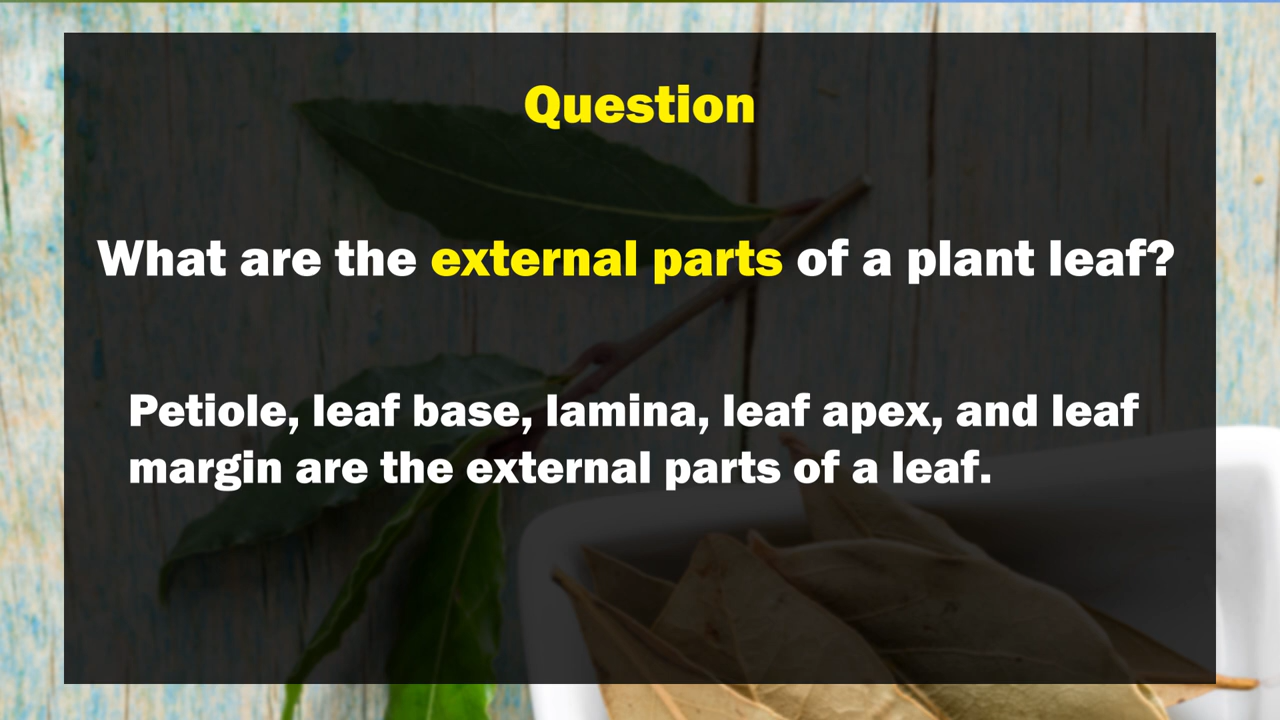 Question
What are the external parts of a plant leaf?
Petiole, leaf base, lamina, leaf apex, and leaf
margin are the external parts of a leaf.